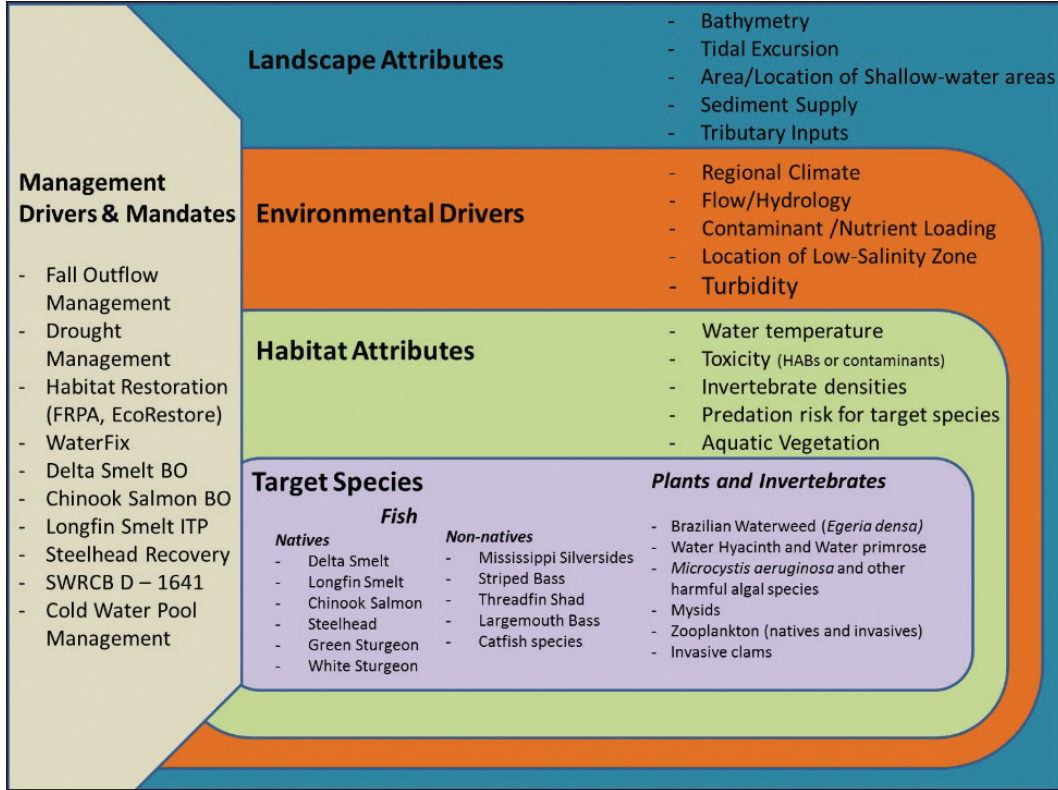 Management
Drivers & Mandates
- Fall Outflow
Management
- Drought
Management
- Habitat Restoration
(FRPA, EcoRestore)
- WaterFix
- Delta Smelt BO
- Chinook Salmon BO
- Longfin Smelt ITP
- Steelhead Recovery
- SWRCB D – 1641
- Cold Water Pool
Management
Landscape Attributes
- Bathymetry
- Tidal Excursion
- Area/Location of Shallow-water areas
- Sediment Supply
- Tributary Inputs
Environmental Drivers
- Regional Climate
- Flow/Hydrology
- Contaminant /Nutrient Loading
- Location of Low-Salinity Zone
- Turbidity
Habitat Attributes
- Water temperature
- Toxicity (HABs or contaminants)
- Invertebrate densities
- Predation risk for target species
- Aquatic Vegetation
Target Species
Fish
Natives
- Delta Smelt
- Longfin Smelt
- Chinook Salmon
- Steelhead
- Green Sturgeon
- White Sturgeon
Non-natives
- Mississippi Silversides
- Striped Bass
- Threadfin Shad
- Largemouth Bass
- Catfish species
Plants and Invertebrates
- Brazilian Waterweed (Egeria densa)
- Water Hyacinth and Water primrose
- Microcystis aeruginosa and other
harmful algal species
- Mysids
- Zooplankton (natives and invasives)
- Invasive clams